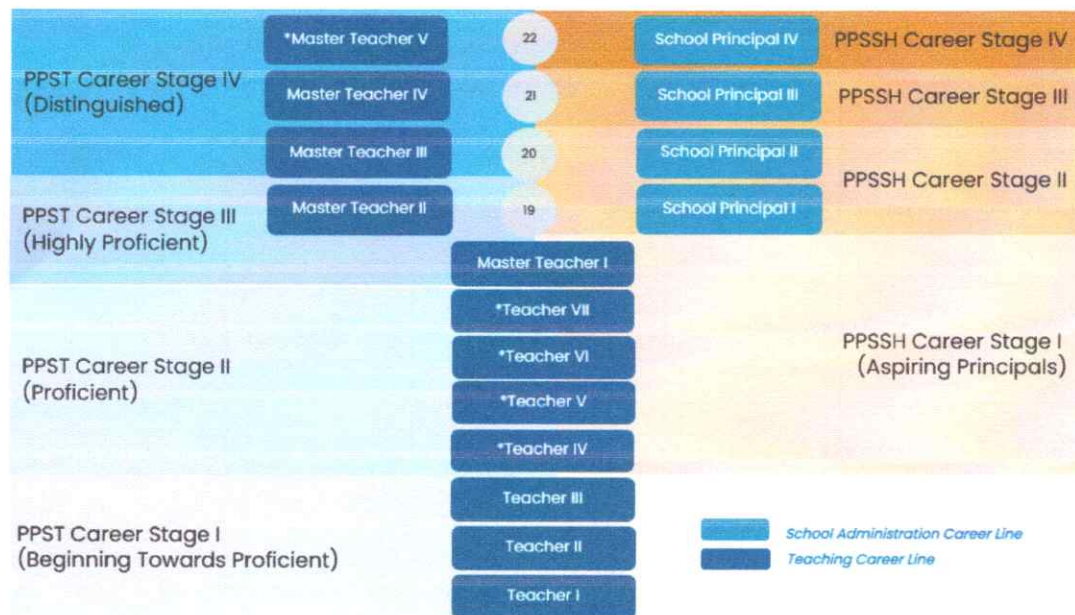 *Master Teacher V
22
School Principal IV
PPSSH Career Stage IV
PPST Career Stage IV
(Distinguished)
Master Teacher IV
21
School Principal III
PPSSH Career Stage III
Master Teacher III
20
School Principal II
PPSSH Career Stage II
PPST Career Stage III
(Highly Proficient)
Master Teacher II
19
School Principal I
Master Teacher I
*Teacher VII
PPST Career Stage II
(Proficient)
*Teacher VI
PPSSH Career Stage I
(Aspiring Principals)
*Teacher V
*Teacher IV
Teacher III
PPST Career Stage I
(Beginning Towards Proficient)
Teacher II
Teacher I
School Administration Career Line
Teaching Career Line